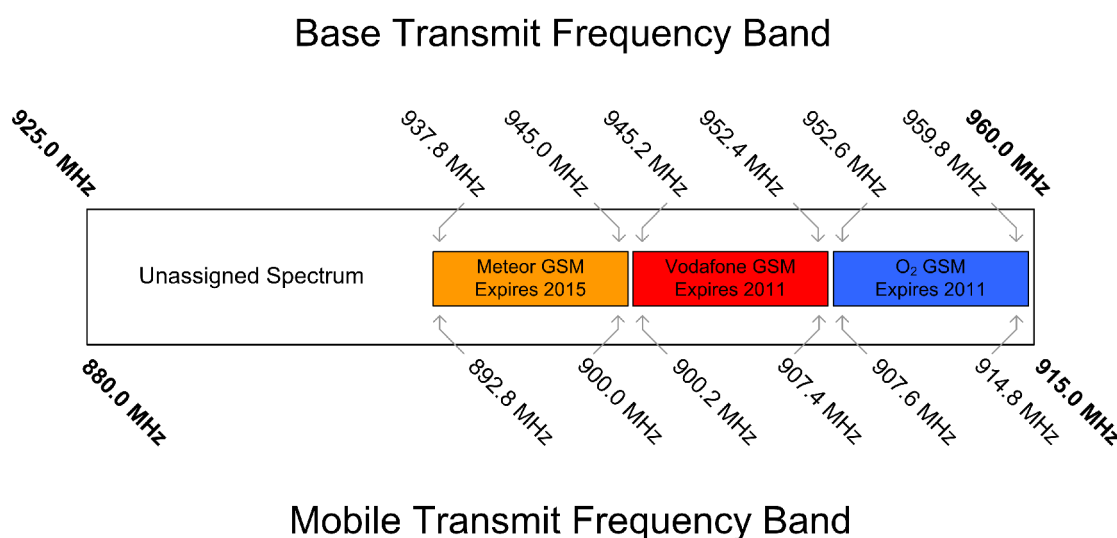 Base Transmit Frequency Band
925.0 MHz
937.8 MHz
945.0 MHz
945.2 MHz
952.4 MHz
952.6 MHz
959.8 MHz
960.0 MHz
Unassigned Spectrum
Meteor GSM
Expires 2015
Vodafone GSM
Expires 2011
O₂ GSM
Expires 2011
880.0 MHz
892.8 MHz
900.0 MHz
900.2 MHz
907.4 MHz
907.6 MHz
914.8 MHz
915.0 MHz
Mobile Transmit Frequency Band